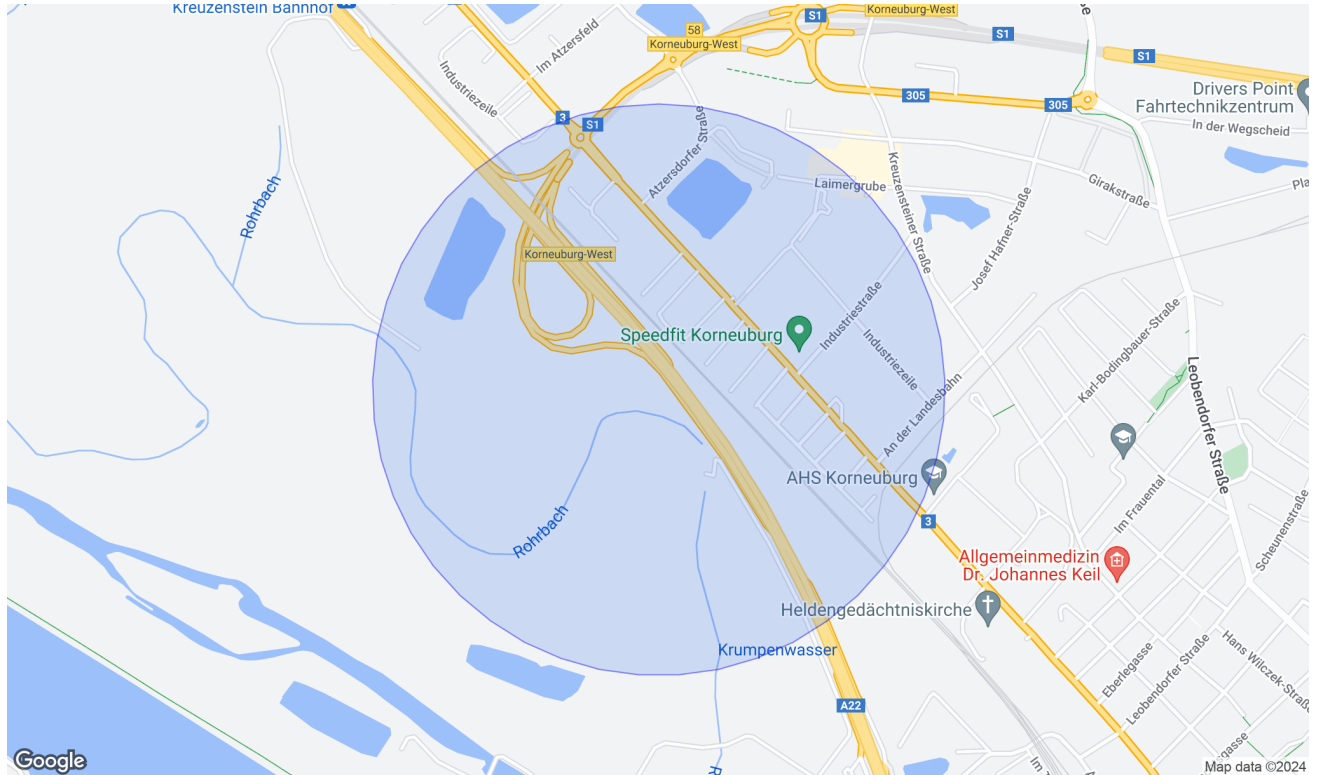 Kreuzenstein Bahnhof
S1
Korneuburg-West
58
Korneuburg-West
Im Atzersfeld
S1
S1
Industriezeile
305
305
Drivers Point
Fahrtechnikzentrum
In der Wegscheid
3
S1
Atzersdorfer Straße
Laimergrube
Kreuzensteiner Straße
Girakstraße
Pla
Rohrbach
Josef Hafner-Straße
Korneuburg-West
Speedfit Korneuburg
Industriestraße
Industriezeile
Karl-Bodingbauer-Straße
Leobendorfer Straße
An der Landesbahn
AHS Korneuburg
Im Frauental
3
Rohrbach
Scheunenstraße
Allgemeinmedizin
Dr. Johannes Keil
Heldengedächtniskirche
Krumpenwasser
Eberlegasse
Leobendorfer Straße
Hans Wilczek-Straße
A22
Google
Map data ©2024